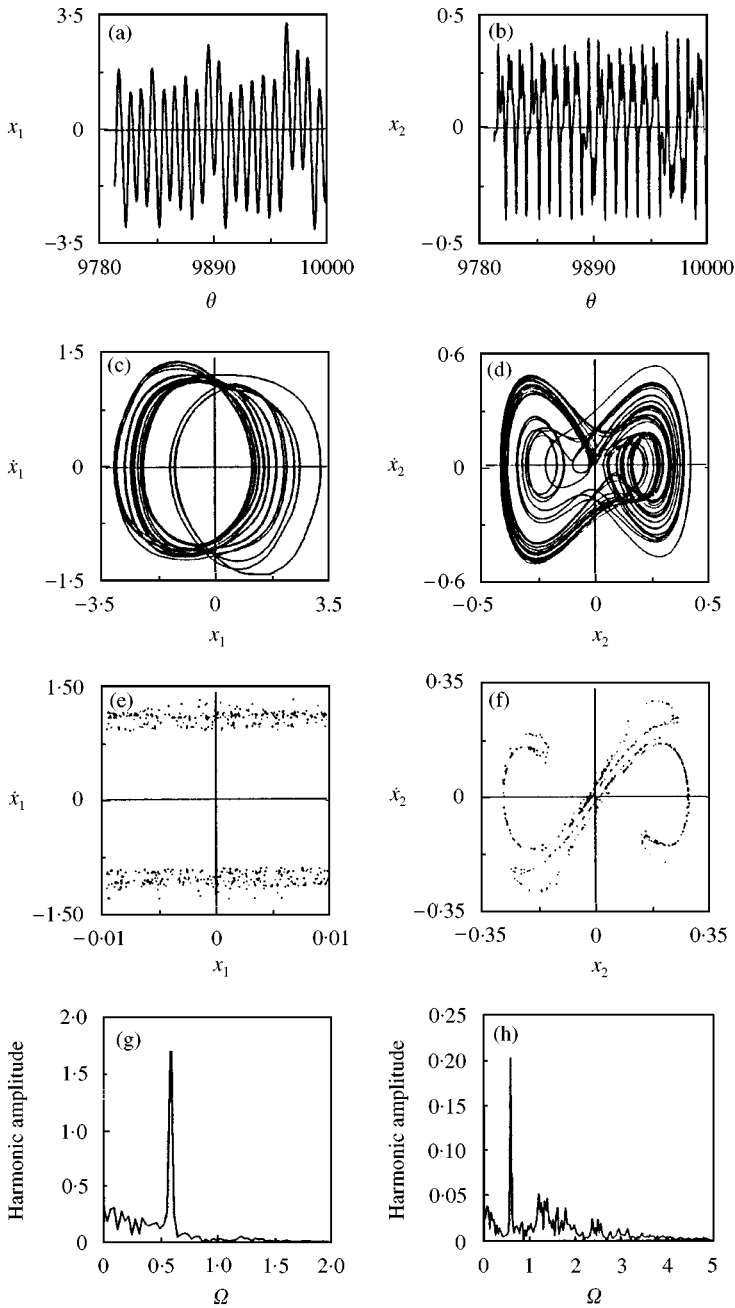 (a)
3·5
x₁
0
−3·5
9780
9890
10000
θ
(b)
0·5
x₂
0
−0·5
9780
9890
10000
θ
(c)
1·5
ẋ₁
0
−1·5
−3·5
0
3·5
x₁
(d)
0·6
ẋ₂
0
−0·6
−0·5
0
0·5
x₂
(e)
1·50
ẋ₁
0
−1·50
−0·01
0
0·01
x₁
(f)
0·35
ẋ₂
0
−0·35
−0·35
0
0·35
x₂
(g)
Harmonic amplitude
2·0
1·5
1·0
0·5
0
0
0·5
1·0
1·5
2·0
Ω
(h)
Harmonic amplitude
0·25
0·20
0·15
0·10
0·05
0
0
1
2
3
4
5
Ω